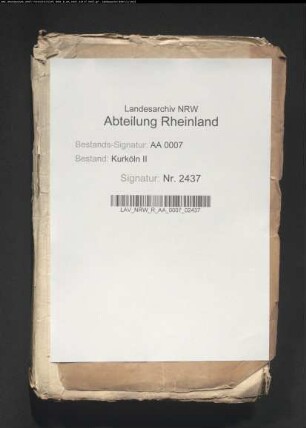 Landesarchiv NRW
Abteilung Rheinland
Bestands-Signatur: AA 0007
Bestand: Kurköln II
Signatur: Nr. 2437
LAV_NRW_R_AA_0007_02437